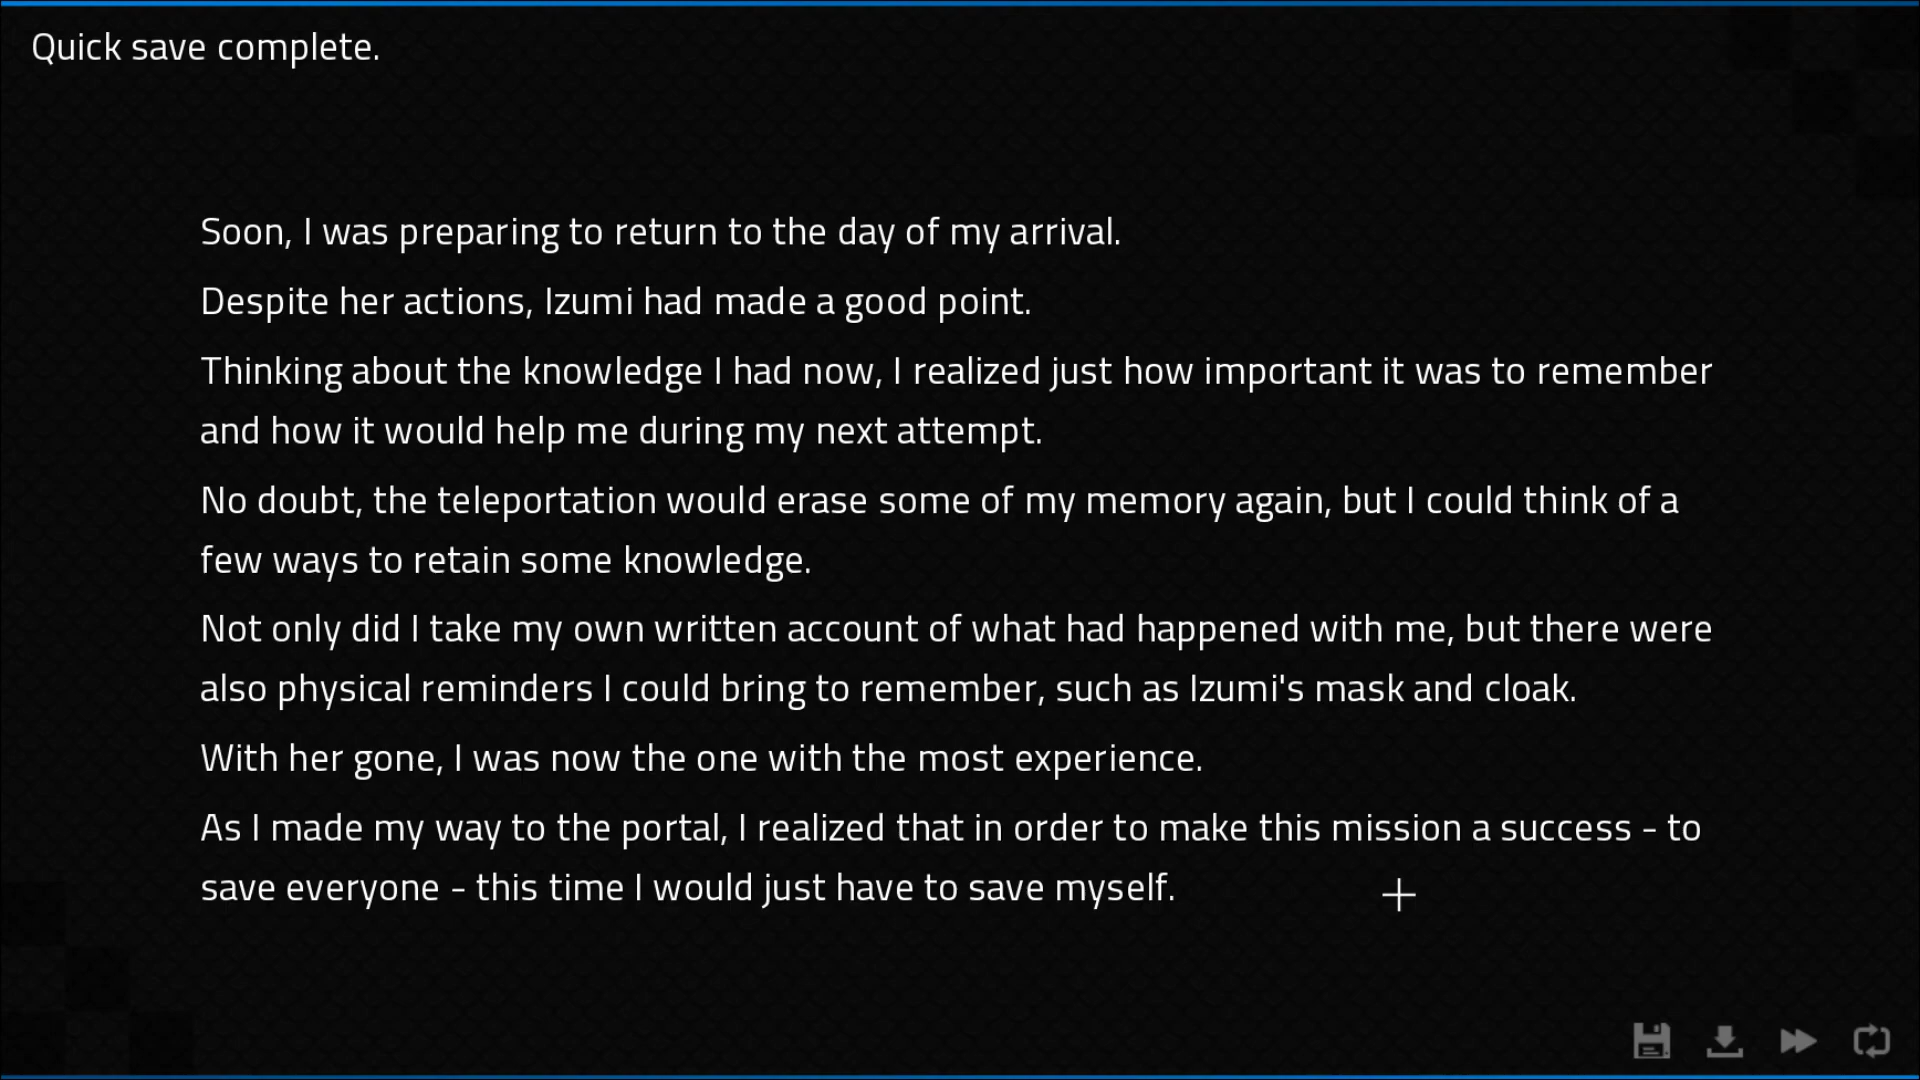 Quick save complete.
Soon, I was preparing to return to the day of my arrival.
Despite her actions, Izumi had made a good point.
Thinking about the knowledge I had now, I realized just how important it was to remember
and how it would help me during my next attempt.
No doubt, the teleportation would erase some of my memory again, but I could think of a
few ways to retain some knowledge.
Not only did I take my own written account of what had happened with me, but there were
also physical reminders I could bring to remember, such as Izumi's mask and cloak.
With her gone, I was now the one with the most experience.
As I made my way to the portal, I realized that in order to make this mission a success - to
save everyone - this time I would just have to save myself.